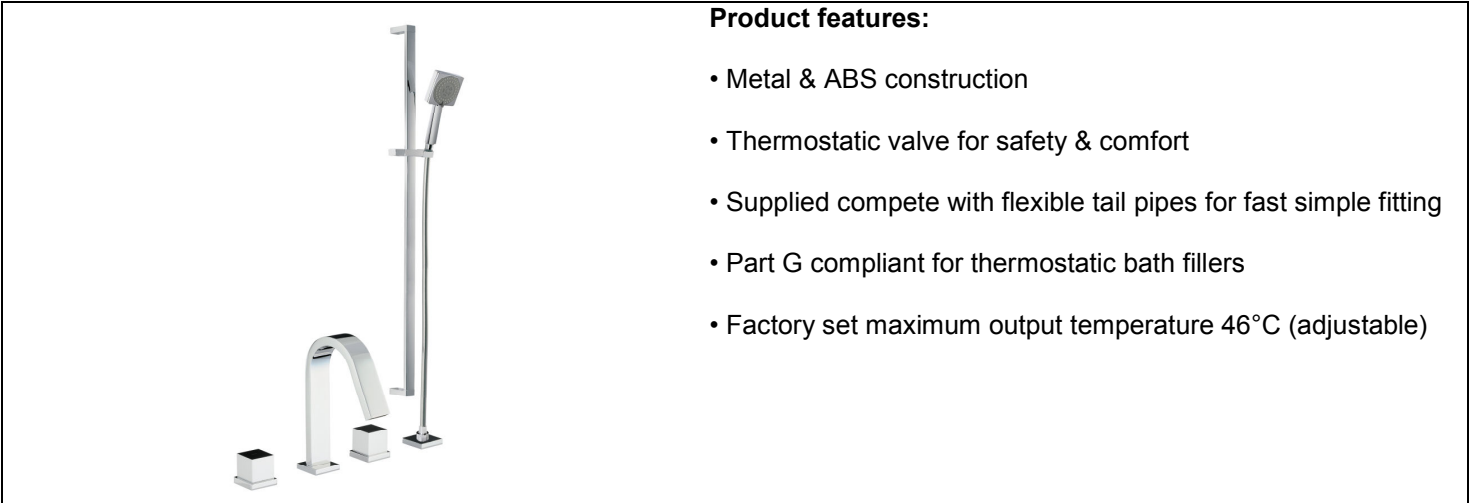 Product features:
• Metal & ABS construction
• Thermostatic valve for safety & comfort
• Supplied compete with flexible tail pipes for fast simple fitting
• Part G compliant for thermostatic bath fillers
• Factory set maximum output temperature 46°C (adjustable)